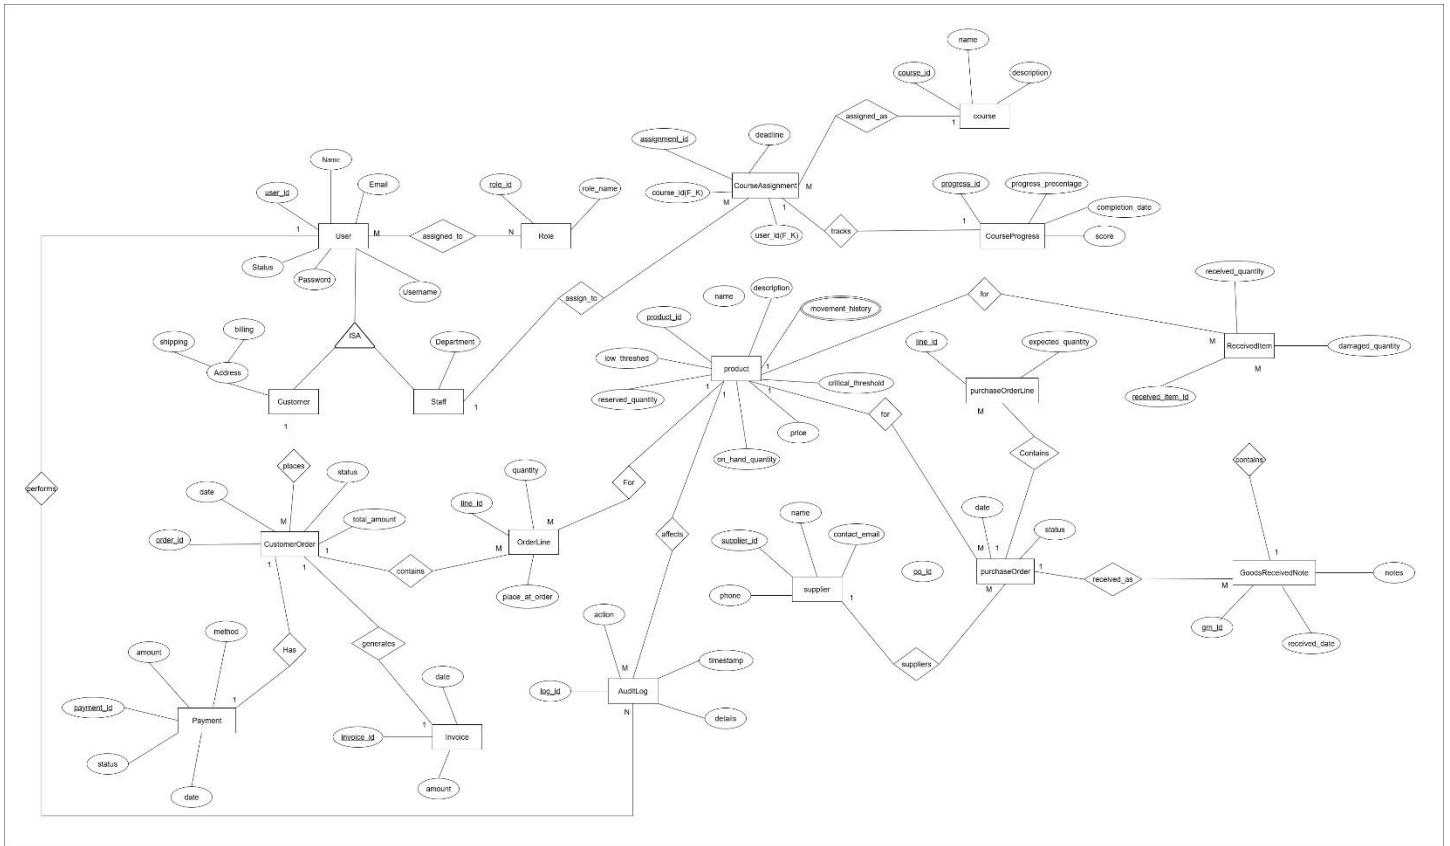 name
course_id
description
assigned_as
1
course
assignment_id
deadline
CourseAssignment
M
course_id(F_K)
M
1
user_id(F_K)
tracks
progress_id
progress_precentage
completion_date
1
CourseProgress
score
Name
user_id
Email
1
User
M
assigned_to
N
Role
role_id
role_name
Status
Password
Username
ISA
billing
shipping
Address
Customer
1
Department
Staff
1
assign_to
name
description
movement_history
product_id
low_threshed
product
1
reserved_quantity
1
1
1
critical_threshold
price
on_hand_quantity
for
received_quantity
M
ReceivedItem
damaged_quantity
M
received_item_id
line_id
expected_quantity
purchaseOrderLine
M
for
Contains
contains
places
date
status
M
total_amount
order_id
CustomerOrder
1
1
1
contains
M
quantity
line_id
M
OrderLine
place_at_order
For
affects
performs
supplier_id
name
contact_email
phone
supplier
1
suppliers
date
status
M
1
po_id
purchaseOrder
1
M
received_as
M
1
GoodsReceivedNote
notes
grn_id
received_date
Has
generates
method
amount
payment_id
Payment
1
status
date
date
1
invoice_id
Invoice
amount
action
M
timestamp
log_id
AuditLog
N
details